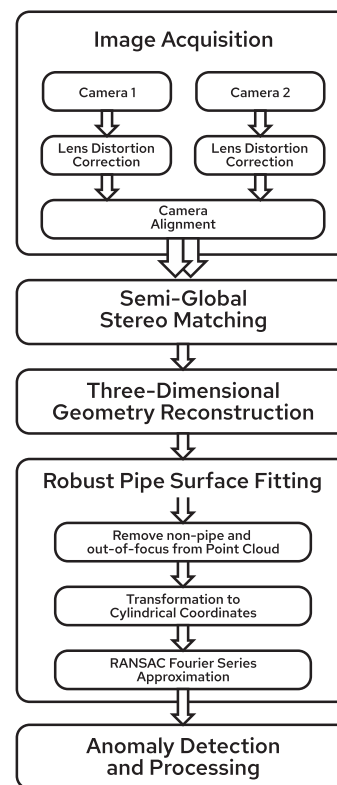 Image Acquisition
Camera 1
Camera 2
Lens Distortion
Correction
Lens Distortion
Correction
Camera
Alignment
Semi-Global
Stereo Matching
Three-Dimensional
Geometry Reconstruction
Robust Pipe Surface Fitting
Remove non-pipe and
out-of-focus from Point Cloud
Transformation to
Cylindrical Coordinates
RANSAC Fourier Series
Approximation
Anomaly Detection
and Processing